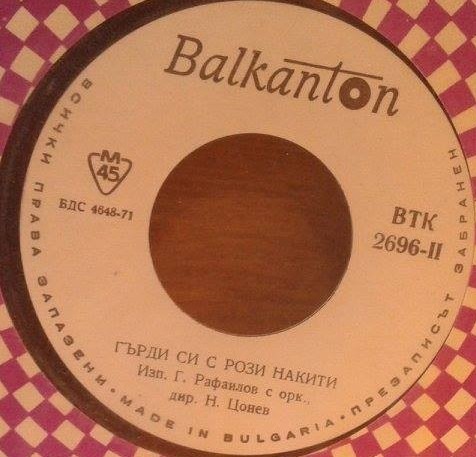 Balkanton
М
45
БДС 4648-71
ВТК
2696-II
ГЪРДИ СИ С РОЗИ НАКИТИ
Изп. Г. Рафаилов с орк.,
дир. Н. Цонев
ВСИЧКИ ПРАВА ЗАПАЗЕНИ · MADE IN BULGARIA · ПРЕЗАПИСЪТ ЗАБРАНЕН